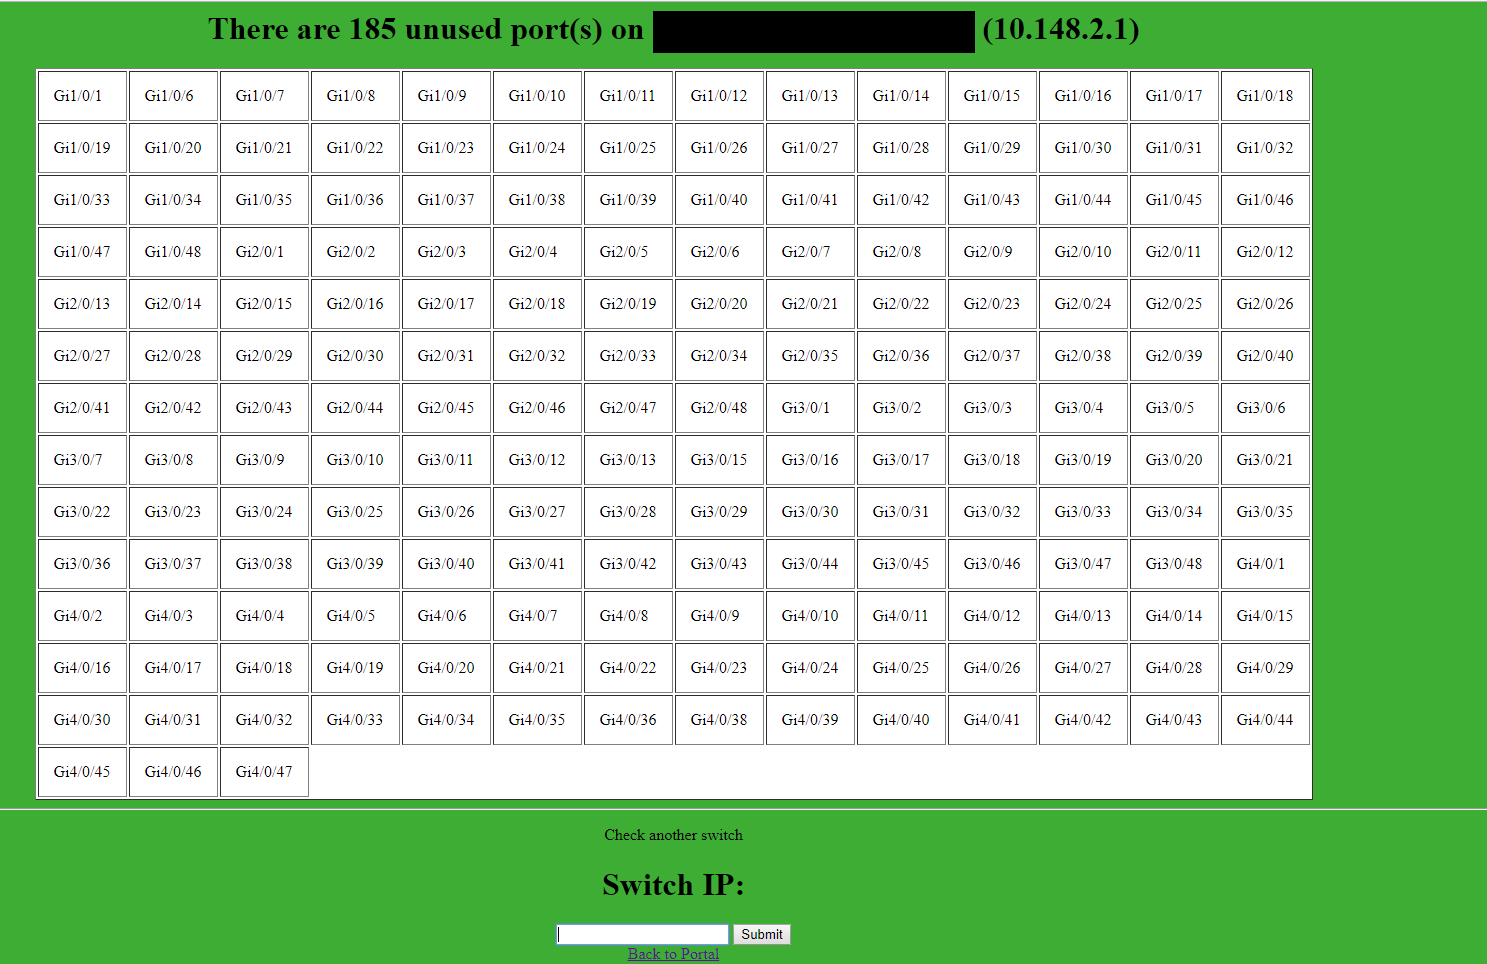 There are 185 unused port(s) on (10.148.2.1)
Gi1/0/1 Gi1/0/6 Gi1/0/7 Gi1/0/8 Gi1/0/9 Gi1/0/10 Gi1/0/11 Gi1/0/12 Gi1/0/13 Gi1/0/14 Gi1/0/15 Gi1/0/16 Gi1/0/17 Gi1/0/18
Gi1/0/19 Gi1/0/20 Gi1/0/21 Gi1/0/22 Gi1/0/23 Gi1/0/24 Gi1/0/25 Gi1/0/26 Gi1/0/27 Gi1/0/28 Gi1/0/29 Gi1/0/30 Gi1/0/31 Gi1/0/32
Gi1/0/33 Gi1/0/34 Gi1/0/35 Gi1/0/36 Gi1/0/37 Gi1/0/38 Gi1/0/39 Gi1/0/40 Gi1/0/41 Gi1/0/42 Gi1/0/43 Gi1/0/44 Gi1/0/45 Gi1/0/46
Gi1/0/47 Gi1/0/48 Gi2/0/1 Gi2/0/2 Gi2/0/3 Gi2/0/4 Gi2/0/5 Gi2/0/6 Gi2/0/7 Gi2/0/8 Gi2/0/9 Gi2/0/10 Gi2/0/11 Gi2/0/12
Gi2/0/13 Gi2/0/14 Gi2/0/15 Gi2/0/16 Gi2/0/17 Gi2/0/18 Gi2/0/19 Gi2/0/20 Gi2/0/21 Gi2/0/22 Gi2/0/23 Gi2/0/24 Gi2/0/25 Gi2/0/26
Gi2/0/27 Gi2/0/28 Gi2/0/29 Gi2/0/30 Gi2/0/31 Gi2/0/32 Gi2/0/33 Gi2/0/34 Gi2/0/35 Gi2/0/36 Gi2/0/37 Gi2/0/38 Gi2/0/39 Gi2/0/40
Gi2/0/41 Gi2/0/42 Gi2/0/43 Gi2/0/44 Gi2/0/45 Gi2/0/46 Gi2/0/47 Gi2/0/48 Gi3/0/1 Gi3/0/2 Gi3/0/3 Gi3/0/4 Gi3/0/5 Gi3/0/6
Gi3/0/7 Gi3/0/8 Gi3/0/9 Gi3/0/10 Gi3/0/11 Gi3/0/12 Gi3/0/13 Gi3/0/15 Gi3/0/16 Gi3/0/17 Gi3/0/18 Gi3/0/19 Gi3/0/20 Gi3/0/21
Gi3/0/22 Gi3/0/23 Gi3/0/24 Gi3/0/25 Gi3/0/26 Gi3/0/27 Gi3/0/28 Gi3/0/29 Gi3/0/30 Gi3/0/31 Gi3/0/32 Gi3/0/33 Gi3/0/34 Gi3/0/35
Gi3/0/36 Gi3/0/37 Gi3/0/38 Gi3/0/39 Gi3/0/40 Gi3/0/41 Gi3/0/42 Gi3/0/43 Gi3/0/44 Gi3/0/45 Gi3/0/46 Gi3/0/47 Gi3/0/48 Gi4/0/1
Gi4/0/2 Gi4/0/3 Gi4/0/4 Gi4/0/5 Gi4/0/6 Gi4/0/7 Gi4/0/8 Gi4/0/9 Gi4/0/10 Gi4/0/11 Gi4/0/12 Gi4/0/13 Gi4/0/14 Gi4/0/15
Gi4/0/16 Gi4/0/17 Gi4/0/18 Gi4/0/19 Gi4/0/20 Gi4/0/21 Gi4/0/22 Gi4/0/23 Gi4/0/24 Gi4/0/25 Gi4/0/26 Gi4/0/27 Gi4/0/28 Gi4/0/29
Gi4/0/30 Gi4/0/31 Gi4/0/32 Gi4/0/33 Gi4/0/34 Gi4/0/35 Gi4/0/36 Gi4/0/38 Gi4/0/39 Gi4/0/40 Gi4/0/41 Gi4/0/42 Gi4/0/43 Gi4/0/44
Gi4/0/45 Gi4/0/46 Gi4/0/47
Check another switch
Switch IP:
Submit
Back to Portal